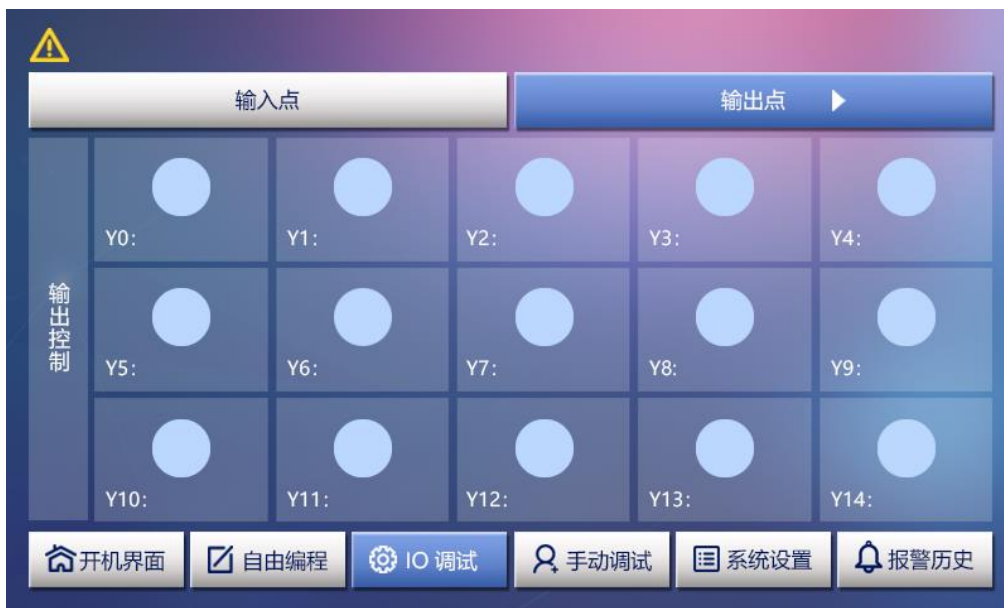 输入点 输出点
Y0: Y1: Y2: Y3: Y4:
输出控制
Y5: Y6: Y7: Y8: Y9:
Y10: Y11: Y12: Y13: Y14:
开机界面 自由编程 IO 调试 手动调试 系统设置 报警历史